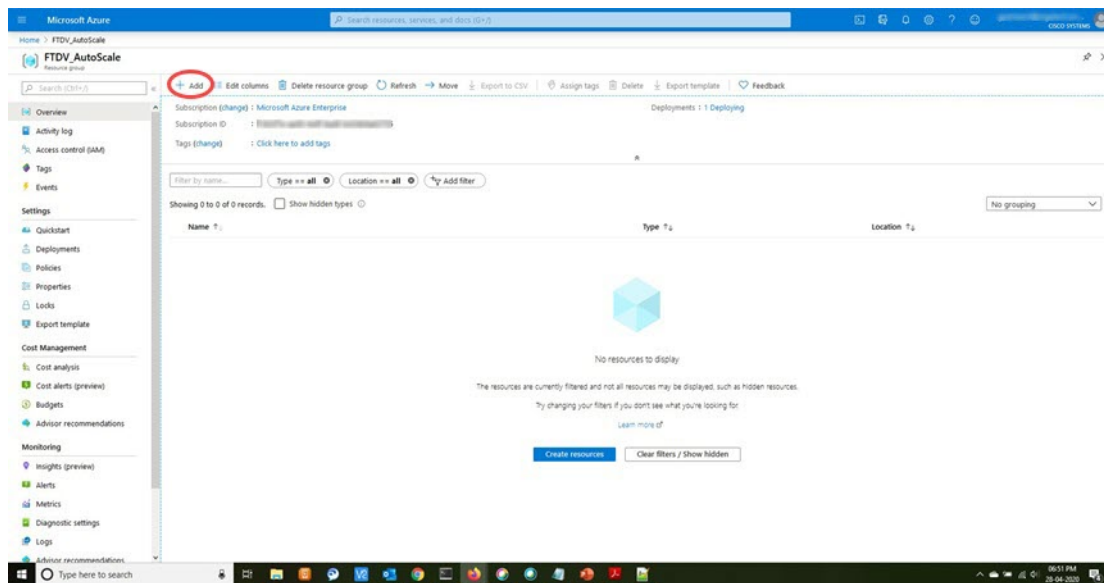 Microsoft Azure
Search resources, services, and docs (G+/)
CISCO SYSTEMS
Home > FTDV_AutoScale
FTDV_AutoScale
Resource group
Search (Ctrl+/)
Add
Edit columns
Delete resource group
Refresh
Move
Export to CSV
Assign tags
Delete
Export template
Feedback
Overview
Activity log
Access control (IAM)
Tags
Events
Settings
Quickstart
Deployments
Policies
Properties
Locks
Export template
Cost Management
Cost analysis
Cost alerts (preview)
Budgets
Advisor recommendations
Monitoring
Insights (preview)
Alerts
Metrics
Diagnostic settings
Logs
Advisor recommendations
Subscription (change) : Microsoft Azure Enterprise
Deployments : 1 Deploying
Subscription ID :
Tags (change) : Click here to add tags
Filter by name...
Type == all
Location == all
Add filter
Showing 0 to 0 of 0 records.
Show hidden types
No grouping
Name
Type
Location
No resources to display
The resources are currently filtered and not all resources may be displayed, such as hidden resources.
Try changing your filters if you don't see what you're looking for.
Learn more
Create resources
Clear filters / Show hidden
Type here to search
06:51 PM
28-04-2020